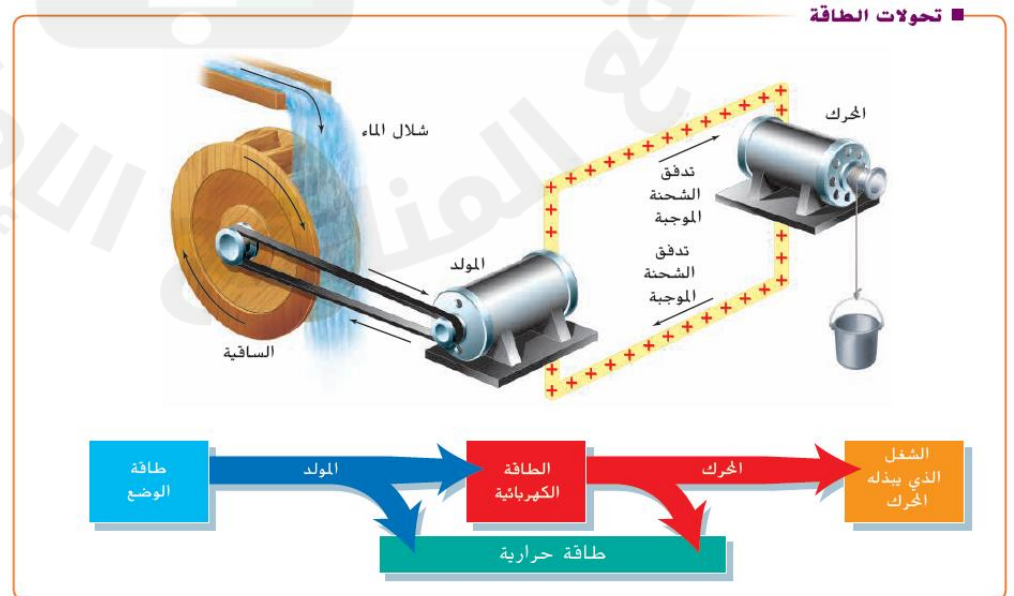 تحولات الطاقة
شلال الماء
المحرك
تدفق
الشحنة
الموجبة
تدفق
الشحنة
الموجبة
المولد
الساقية
طاقة
الوضع
المولد
الطاقة
الكهربائية
المحرك
الشغل
الذي يبذله
المحرك
طاقة حرارية